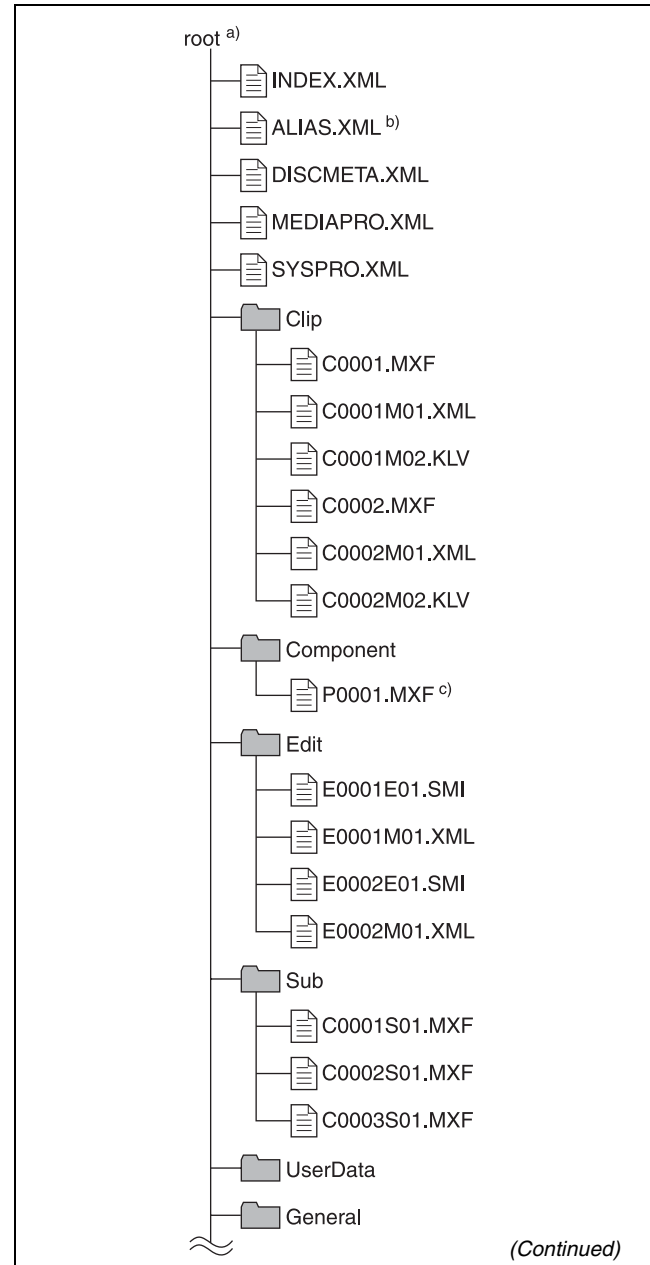 root a)
INDEX.XML
ALIAS.XML b)
DISCMETA.XML
MEDIAPRO.XML
SYSPRO.XML
Clip
C0001.MXF
C0001M01.XML
C0001M02.KLV
C0002.MXF
C0002M01.XML
C0002M02.KLV
Component
P0001.MXF c)
Edit
E0001E01.SMI
E0001M01.XML
E0002E01.SMI
E0002M01.XML
Sub
C0001S01.MXF
C0002S01.MXF
C0003S01.MXF
UserData
General
(Continued)